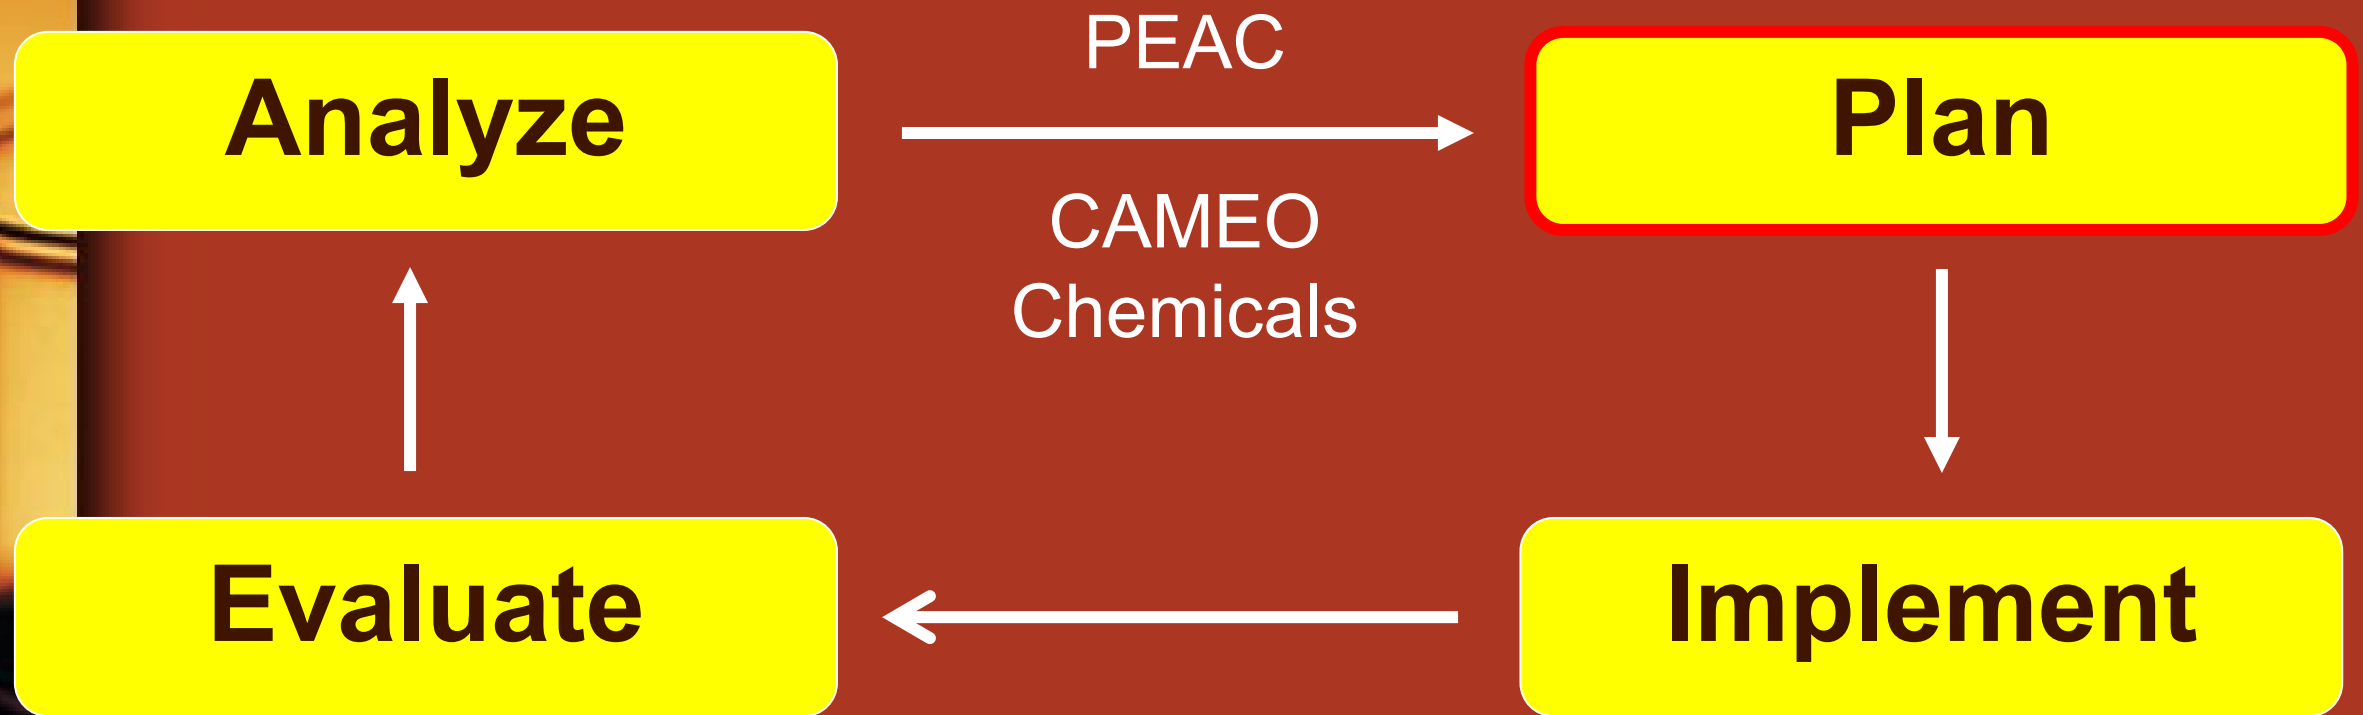 Analyze
PEAC
Plan
CAMEO
Chemicals
Evaluate
Implement